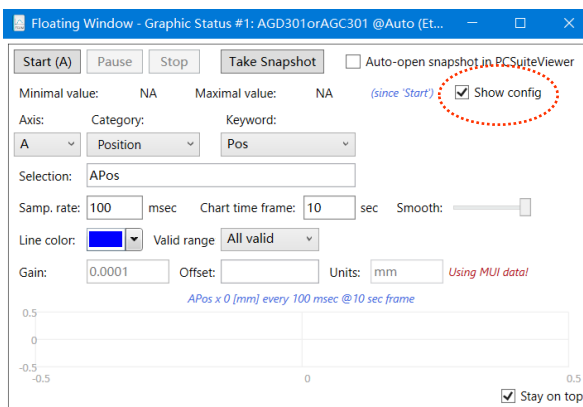 Floating Window - Graphic Status #1: AGD301orAGC301 @Auto (Et...
Start (A) Pause Stop Take Snapshot Auto-open snapshot in PCSuiteViewer
Minimal value: NA Maximal value: NA (since 'Start') Show config
Axis: Category: Keyword:
A Position Pos
Selection: APos
Samp. rate: 100 msec Chart time frame: 10 sec Smooth:
Line color: Valid range All valid
Gain: 0.0001 Offset: Units: mm Using MUI data!
APos x 0 [mm] every 100 msec @10 sec frame
0.5
0
-0.5
-0.5 0 0.5
Stay on top